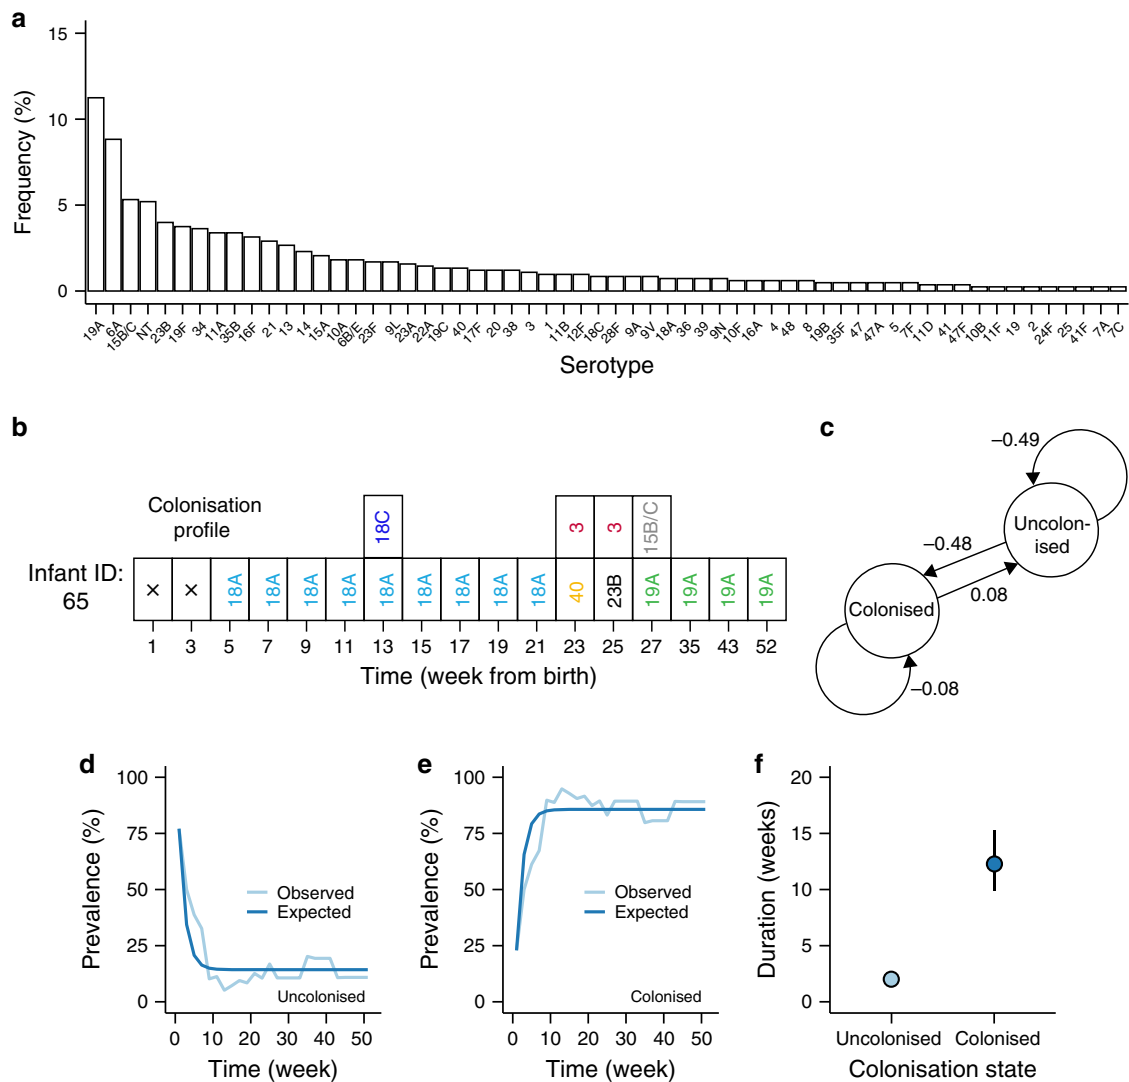 a
15
10
5
0
Frequency (%)
19A 6A 15B/C NT 23B 19F 34 11A 35B 16F 21 13 14 15A 10A 6B/E 23F 9L 23A 22A 19C 40 17F 20 38 3 1 11B 12F 18C 28F 9A 9V 18A 36 39 9N 10F 16A 4 48 8 19B 35F 47 47A 5 7F 11D 41 47F 10B 11F 19 2 24F 25 41F 7A 7C
Serotype
b
Colonisation
profile
18C 3 3 15B/C
Infant ID:
65
× × 18A 18A 18A 18A 18A 18A 18A 18A 18A 40 23B 19A 19A 19A 19A
1 3 5 7 9 11 13 15 17 19 21 23 25 27 35 43 52
Time (week from birth)
c
–0.49
Uncolon-
ised
–0.48
0.08
Colonised
–0.08
d
100
75
50
25
0
Prevalence (%)
Observed
Expected
Uncolonised
0 10 20 30 40 50
Time (week)
e
100
75
50
25
0
Prevalence (%)
Observed
Expected
Colonised
0 10 20 30 40 50
Time (week)
f
20
15
10
5
0
Duration (weeks)
Uncolonised Colonised
Colonisation state